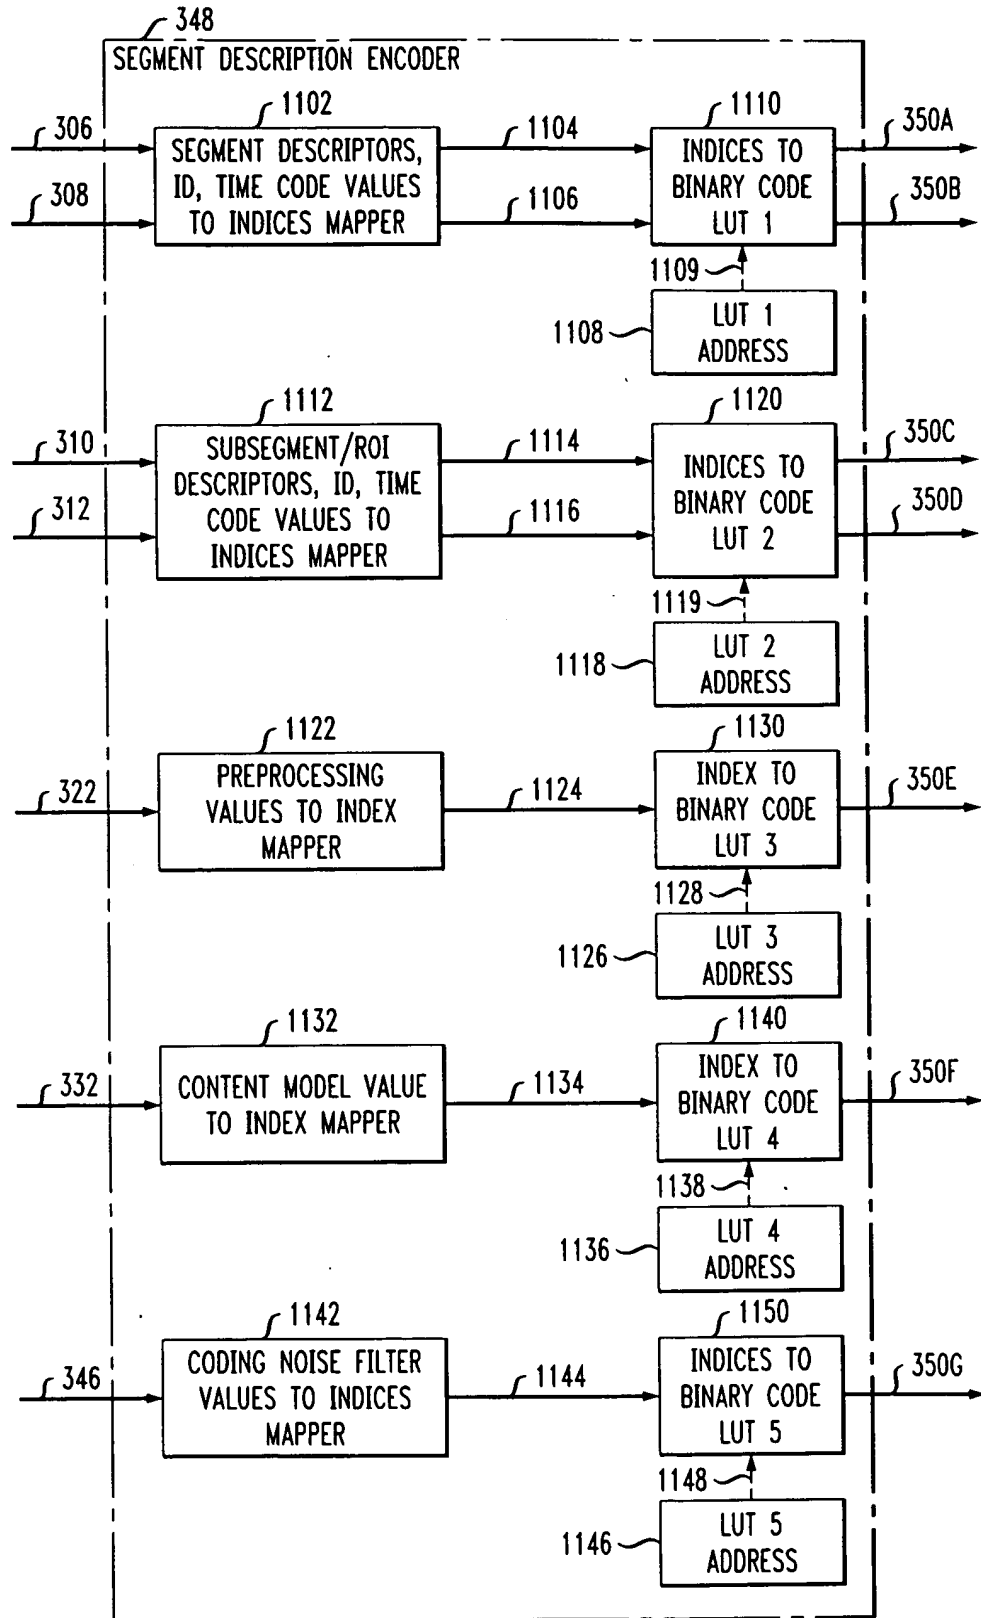 348
SEGMENT DESCRIPTION ENCODER
1102
1110
306
1104
350A
SEGMENT DESCRIPTORS,
ID, TIME CODE VALUES
TO INDICES MAPPER
INDICES TO
BINARY CODE
LUT 1
308
1106
350B
1109
1108
LUT 1
ADDRESS
1112
1120
310
1114
350C
SUBSEGMENT/ROI
DESCRIPTORS, ID, TIME
CODE VALUES TO
INDICES MAPPER
INDICES TO
BINARY CODE
LUT 2
312
1116
350D
1119
1118
LUT 2
ADDRESS
1122
1130
322
PREPROCESSING
VALUES TO INDEX
MAPPER
1124
INDEX TO
BINARY CODE
LUT 3
350E
1128
1126
LUT 3
ADDRESS
1132
1140
332
CONTENT MODEL VALUE
TO INDEX MAPPER
1134
INDEX TO
BINARY CODE
LUT 4
350F
1138
1136
LUT 4
ADDRESS
1142
1150
346
CODING NOISE FILTER
VALUES TO INDICES
MAPPER
1144
INDICES TO
BINARY CODE
LUT 5
350G
1148
1146
LUT 5
ADDRESS